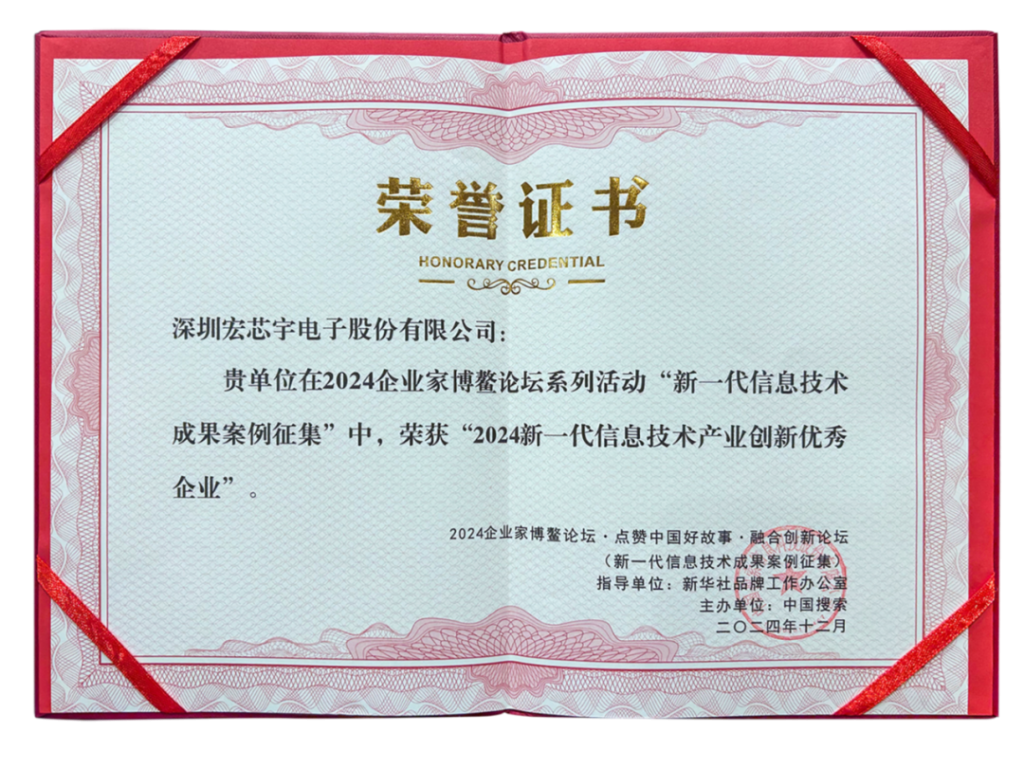 荣誉证书
HONORARY CREDENTIAL
深圳宏芯宇电子股份有限公司：
贵单位在2024企业家博鳌论坛系列活动“新一代信息技术
成果案例征集”中，荣获“2024新一代信息技术产业创新优秀
企业”。
2024企业家博鳌论坛·点赞中国好故事·融合创新论坛
（新一代信息技术成果案例征集）
指导单位：新华社品牌工作办公室
主办单位：中国搜索
二〇二四年十二月